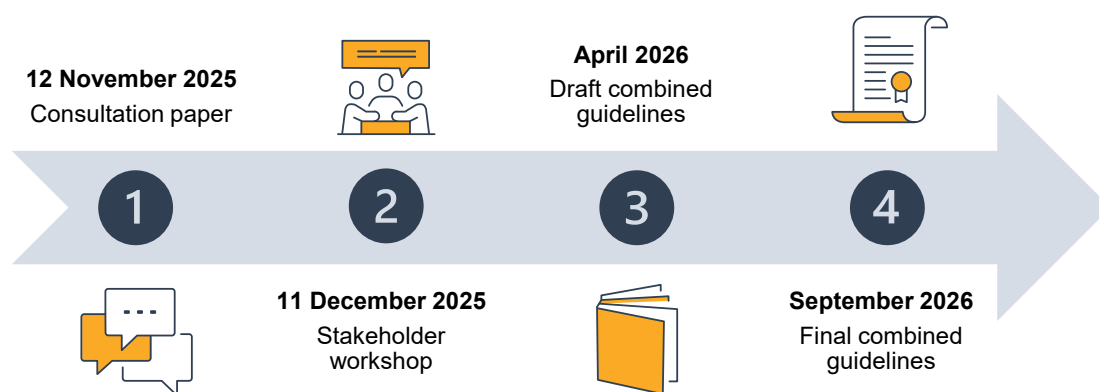 12 November 2025
Consultation paper
1
2
11 December 2025
Stakeholder
workshop
April 2026
Draft combined
guidelines
3
4
September 2026
Final combined
guidelines